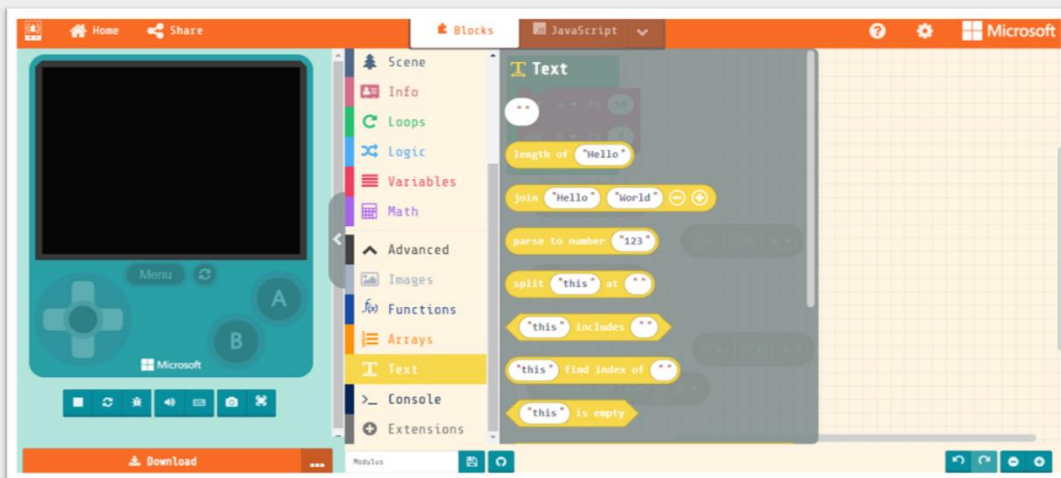 Home Share Blocks JavaScript Microsoft
Scene
Info
Loops
Logic
Variables
Math
Advanced
Images
Functions
Arrays
Text
Console
Extensions
Text
" "
length of "Hello"
join "Hello" "World"
parse to number "123"
split "this" at " "
"this" includes " "
"this" find index of " "
"this" is empty
Menu
A
B
Microsoft
Download
Modulus